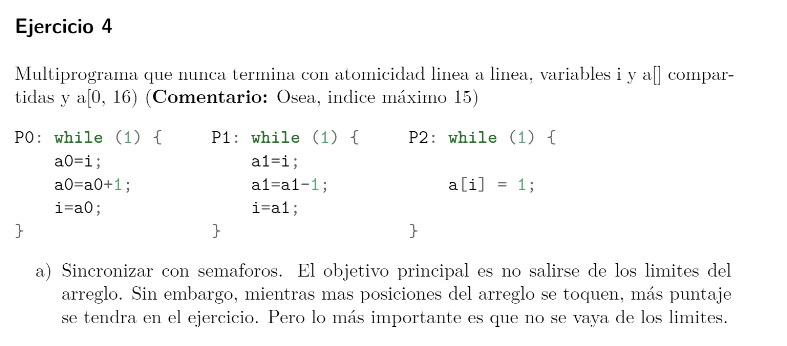 Ejercicio 4
Multiprograma que nunca termina con atomicidad linea a linea, variables i y a[] compar-
tidas y a[0, 16) (Comentario: Osea, indice máximo 15)
P0: while (1) { P1: while (1) { P2: while (1) {
a0=i; a1=i;
a0=a0+1; a1=a1-1; a[i] = 1;
i=a0; i=a1;
} } }
a) Sincronizar con semaforos. El objetivo principal es no salirse de los limites del
arreglo. Sin embargo, mientras mas posiciones del arreglo se toquen, más puntaje
se tendra en el ejercicio. Pero lo más importante es que no se vaya de los limites.